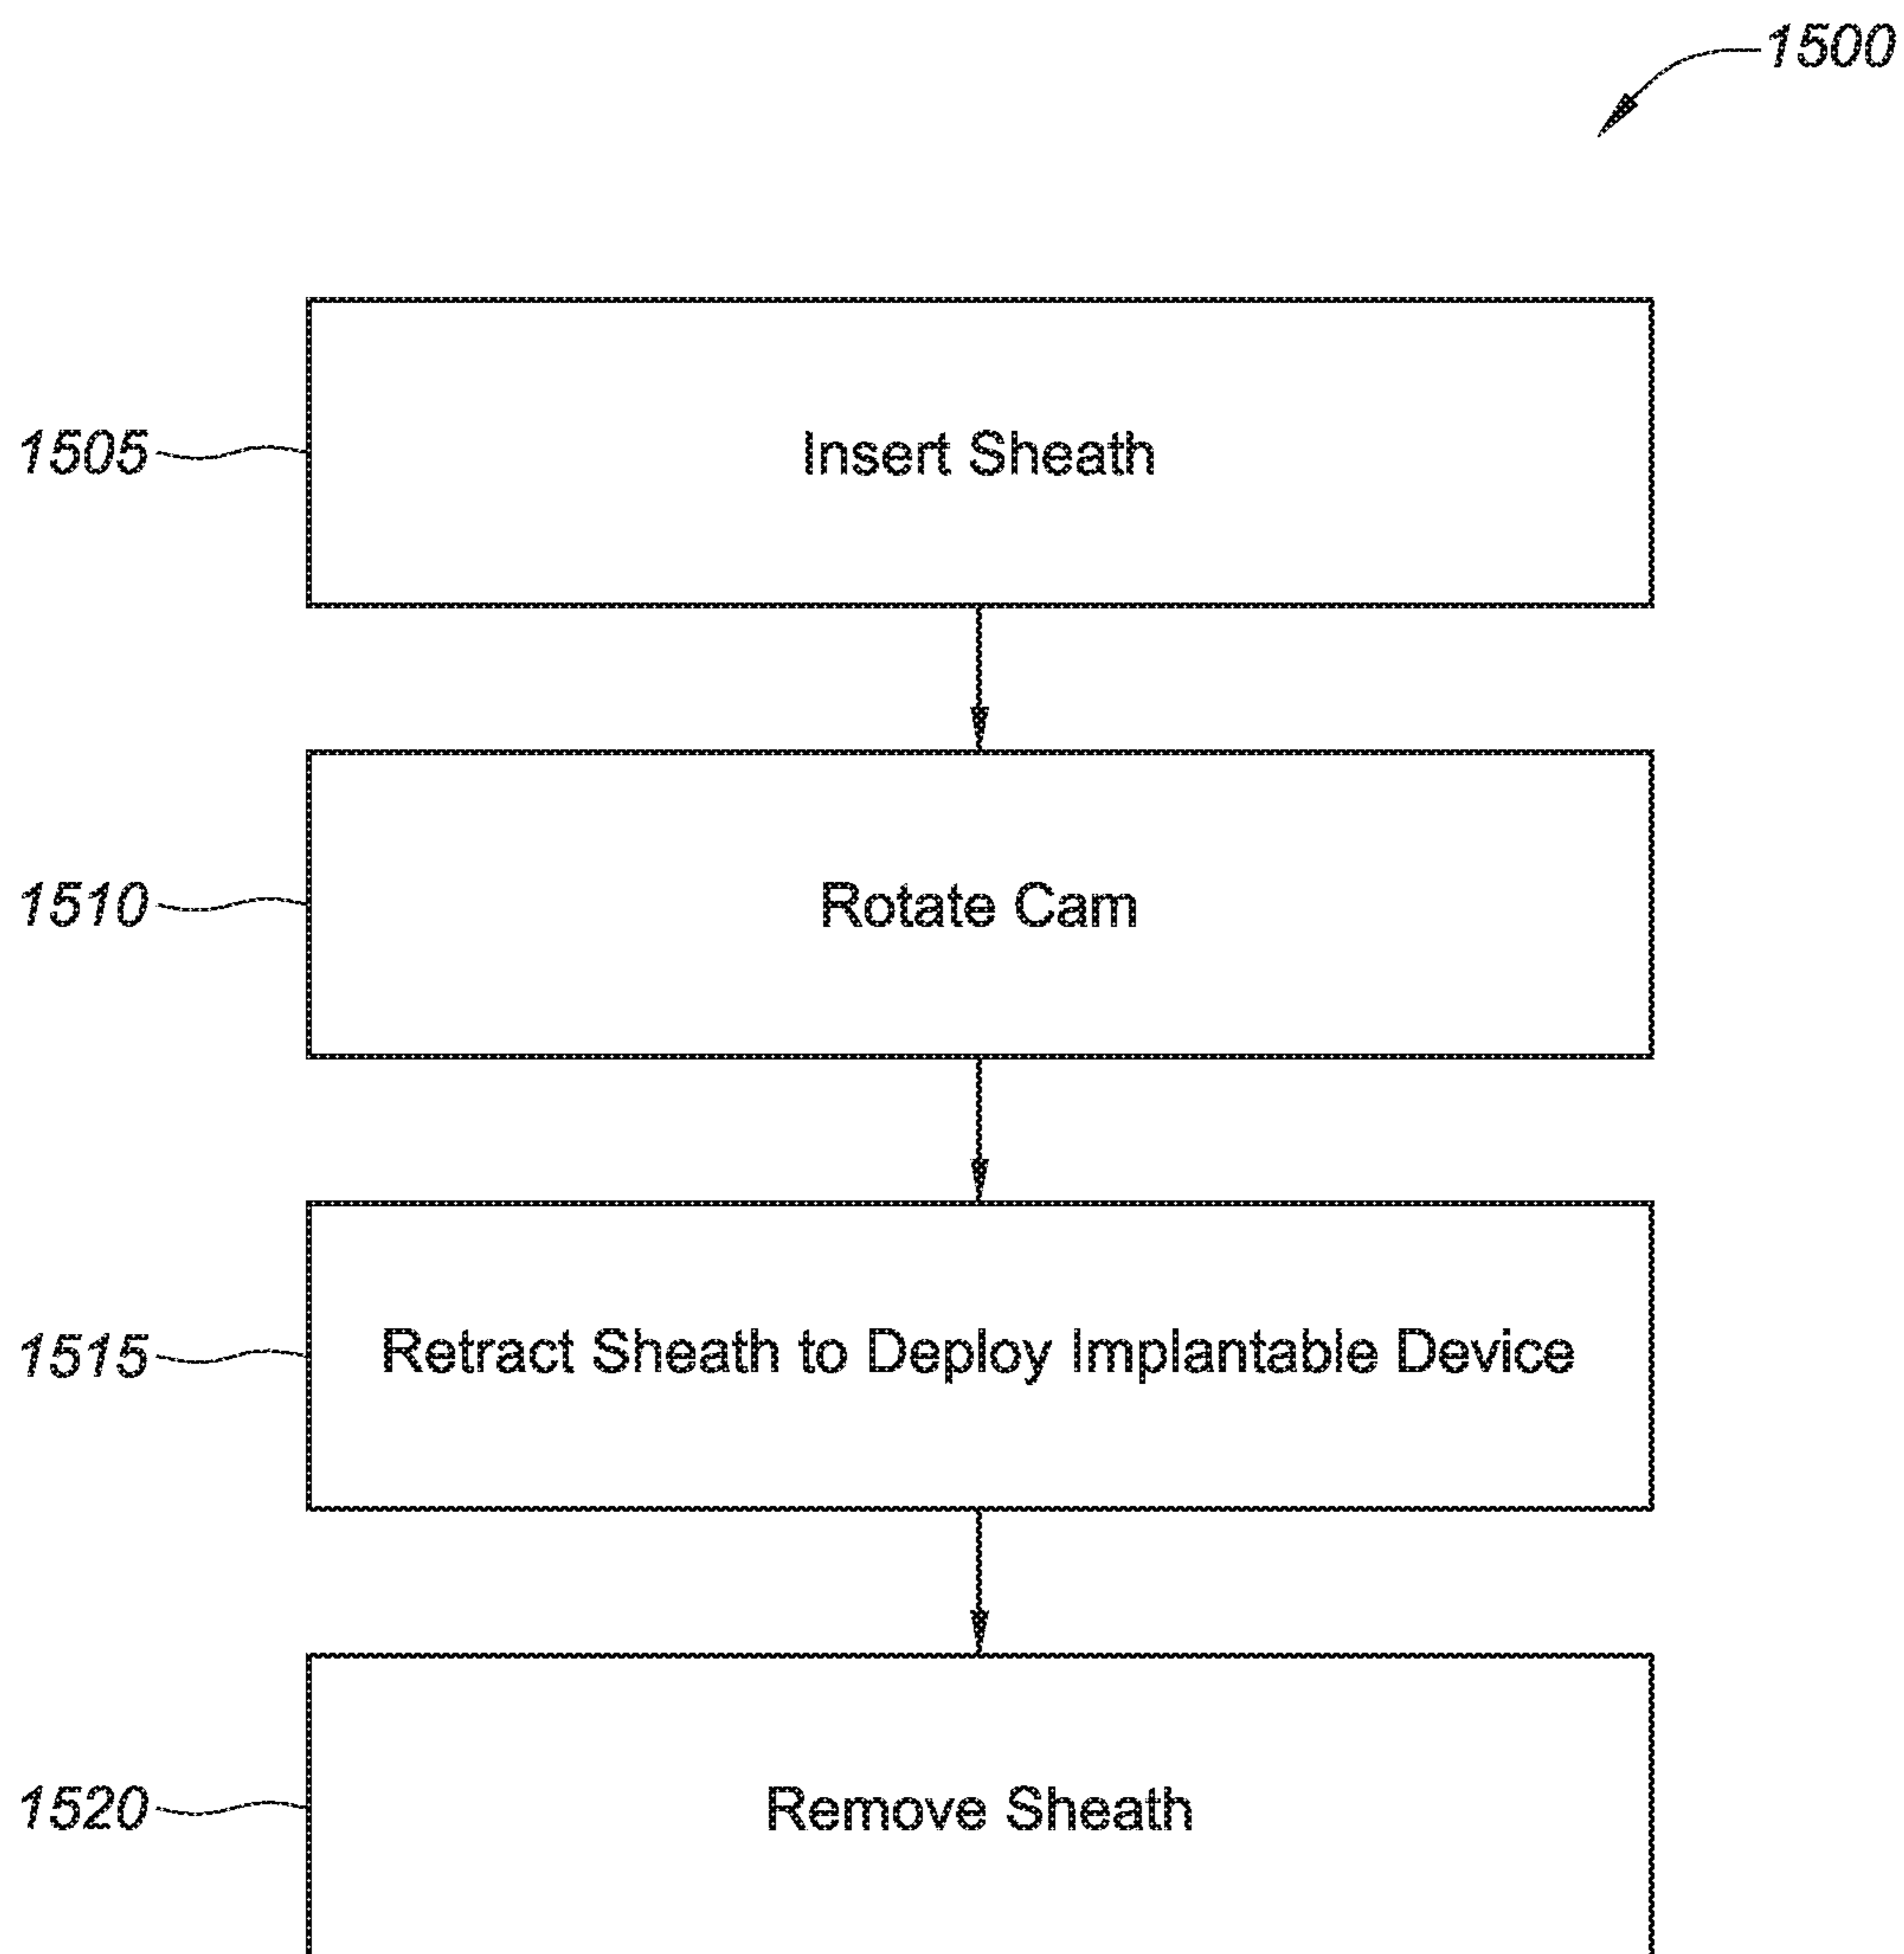 1500
1505
Insert Sheath
1510
Rotate Cam
1515
Retract Sheath to Deploy Implantable Device
1520
Remove Sheath